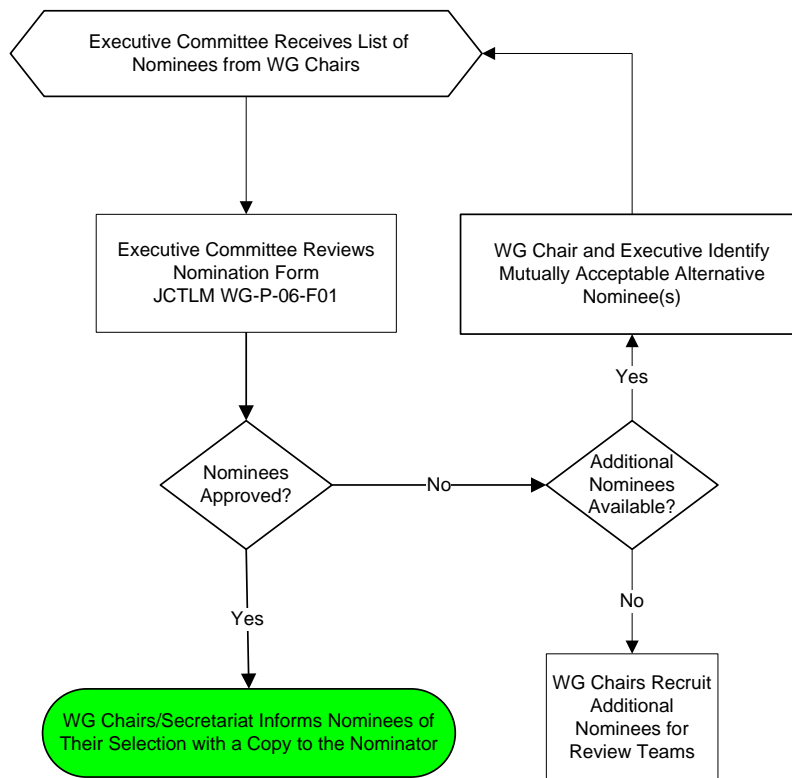 Executive Committee Receives List of
Nominees from WG Chairs
Executive Committee Reviews
Nomination Form
JCTLM WG-P-06-F01
WG Chair and Executive Identify
Mutually Acceptable Alternative
Nominee(s)
Yes
Nominees
Approved?
No
Additional
Nominees
Available?
Yes
No
WG Chairs/Secretariat Informs Nominees of
Their Selection with a Copy to the Nominator
WG Chairs Recruit
Additional
Nominees for
Review Teams